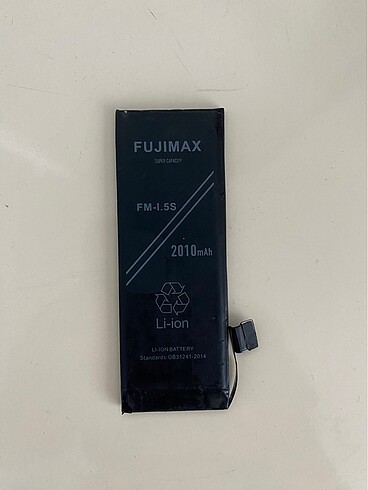 FUJIMAX
SUPER CAPACITY
FM-I.5S
2010mAh
Li-ion
LI-ION BATTERY
Standards:GB31241-2014